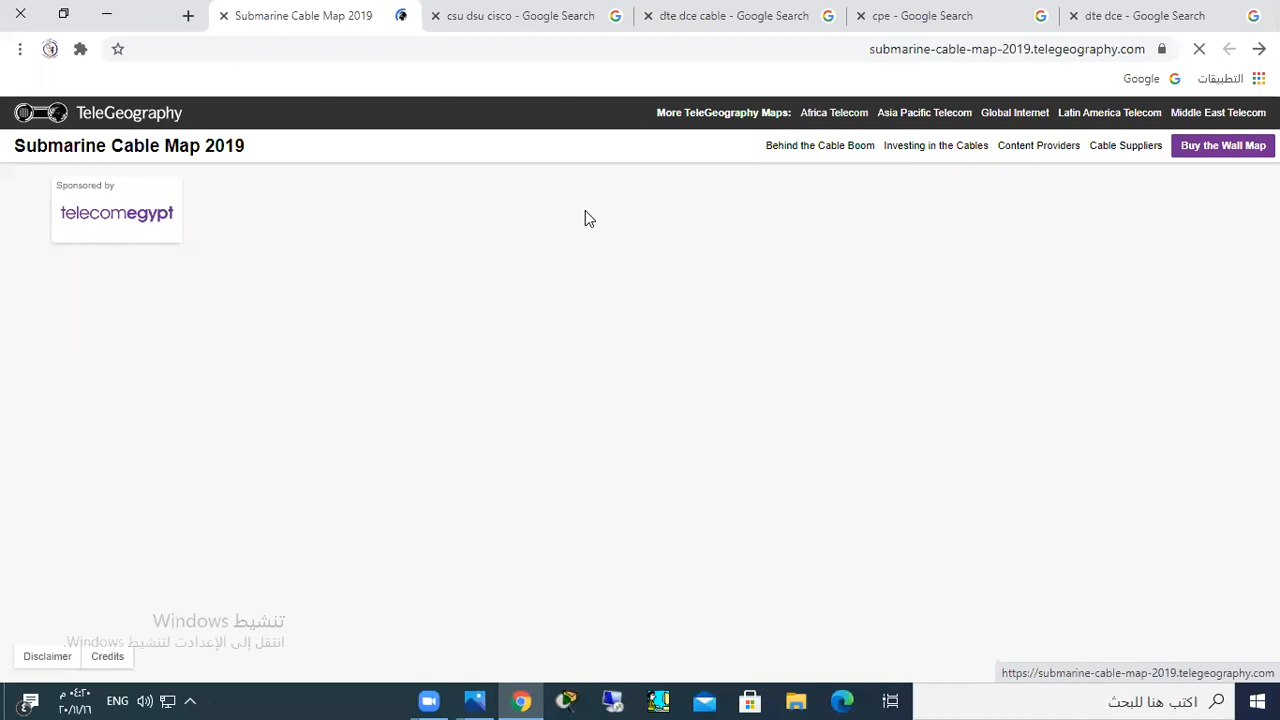 Submarine Cable Map 2019
csu dsu cisco - Google Search
dte dce cable - Google Search
cpe - Google Search
dte dce - Google Search
submarine-cable-map-2019.telegeography.com
Google
التطبيقات
TeleGeography
More TeleGeography Maps: Africa Telecom Asia Pacific Telecom Global Internet Latin America Telecom Middle East Telecom
Submarine Cable Map 2019
Behind the Cable Boom Investing in the Cables Content Providers Cable Suppliers Buy the Wall Map
Sponsored by
telecomegypt
تنشيط Windows
انتقل إلى الإعدادت لتنشيط Windows.
Disclaimer Credits
https://submarine-cable-map-2019.telegeography.com
ENG
اكتب هنا للبحث